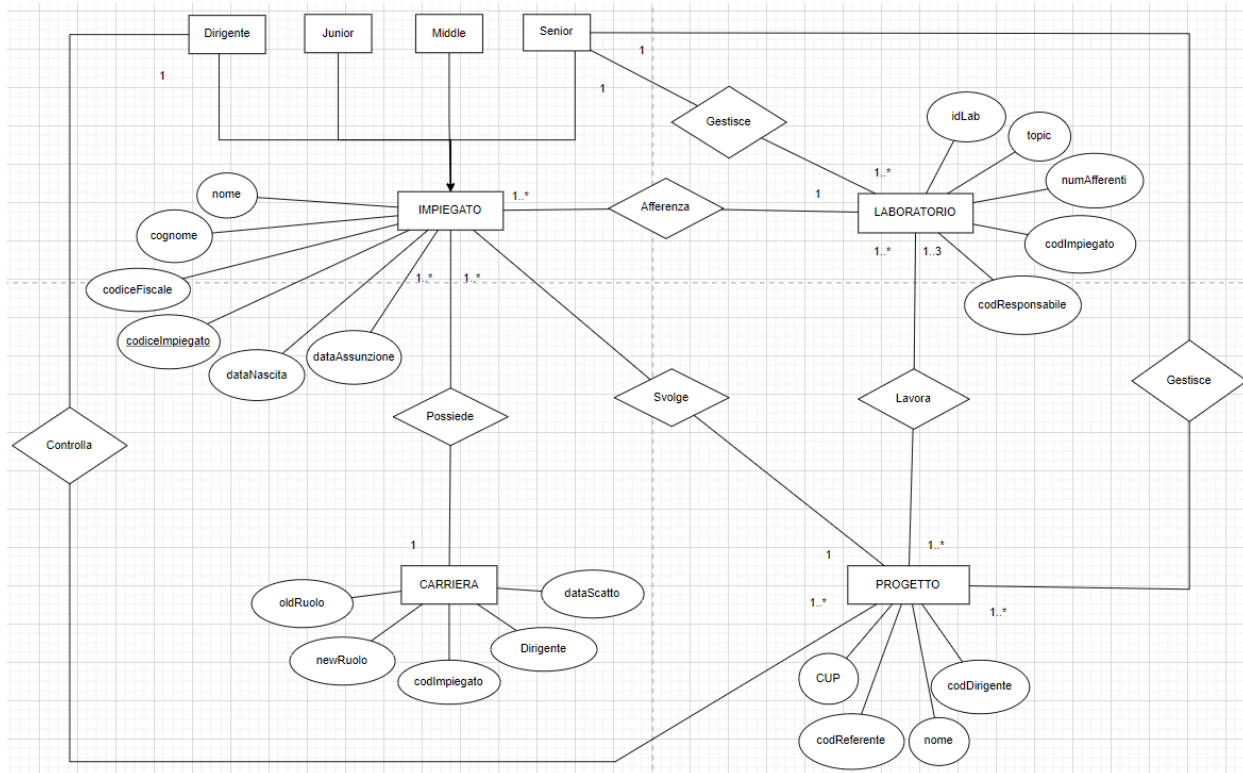 Dirigente
Junior
Middle
Senior
1
1
1
Gestisce
idLab
topic
numAfferenti
nome
1..*
1..*
1
IMPIEGATO
Afferenza
LABORATORIO
cognome
codImpiegato
1..*
1..3
1..*
1..*
codiceFiscale
codResponsabile
codiceImpiegato
dataAssunzione
dataNascita
Gestisce
Svolge
Lavora
Possiede
Controlla
1
1
1..*
CARRIERA
PROGETTO
dataScatto
oldRuolo
1..*
1..*
Dirigente
newRuolo
codImpiegato
CUP
codDirigente
codReferente
nome